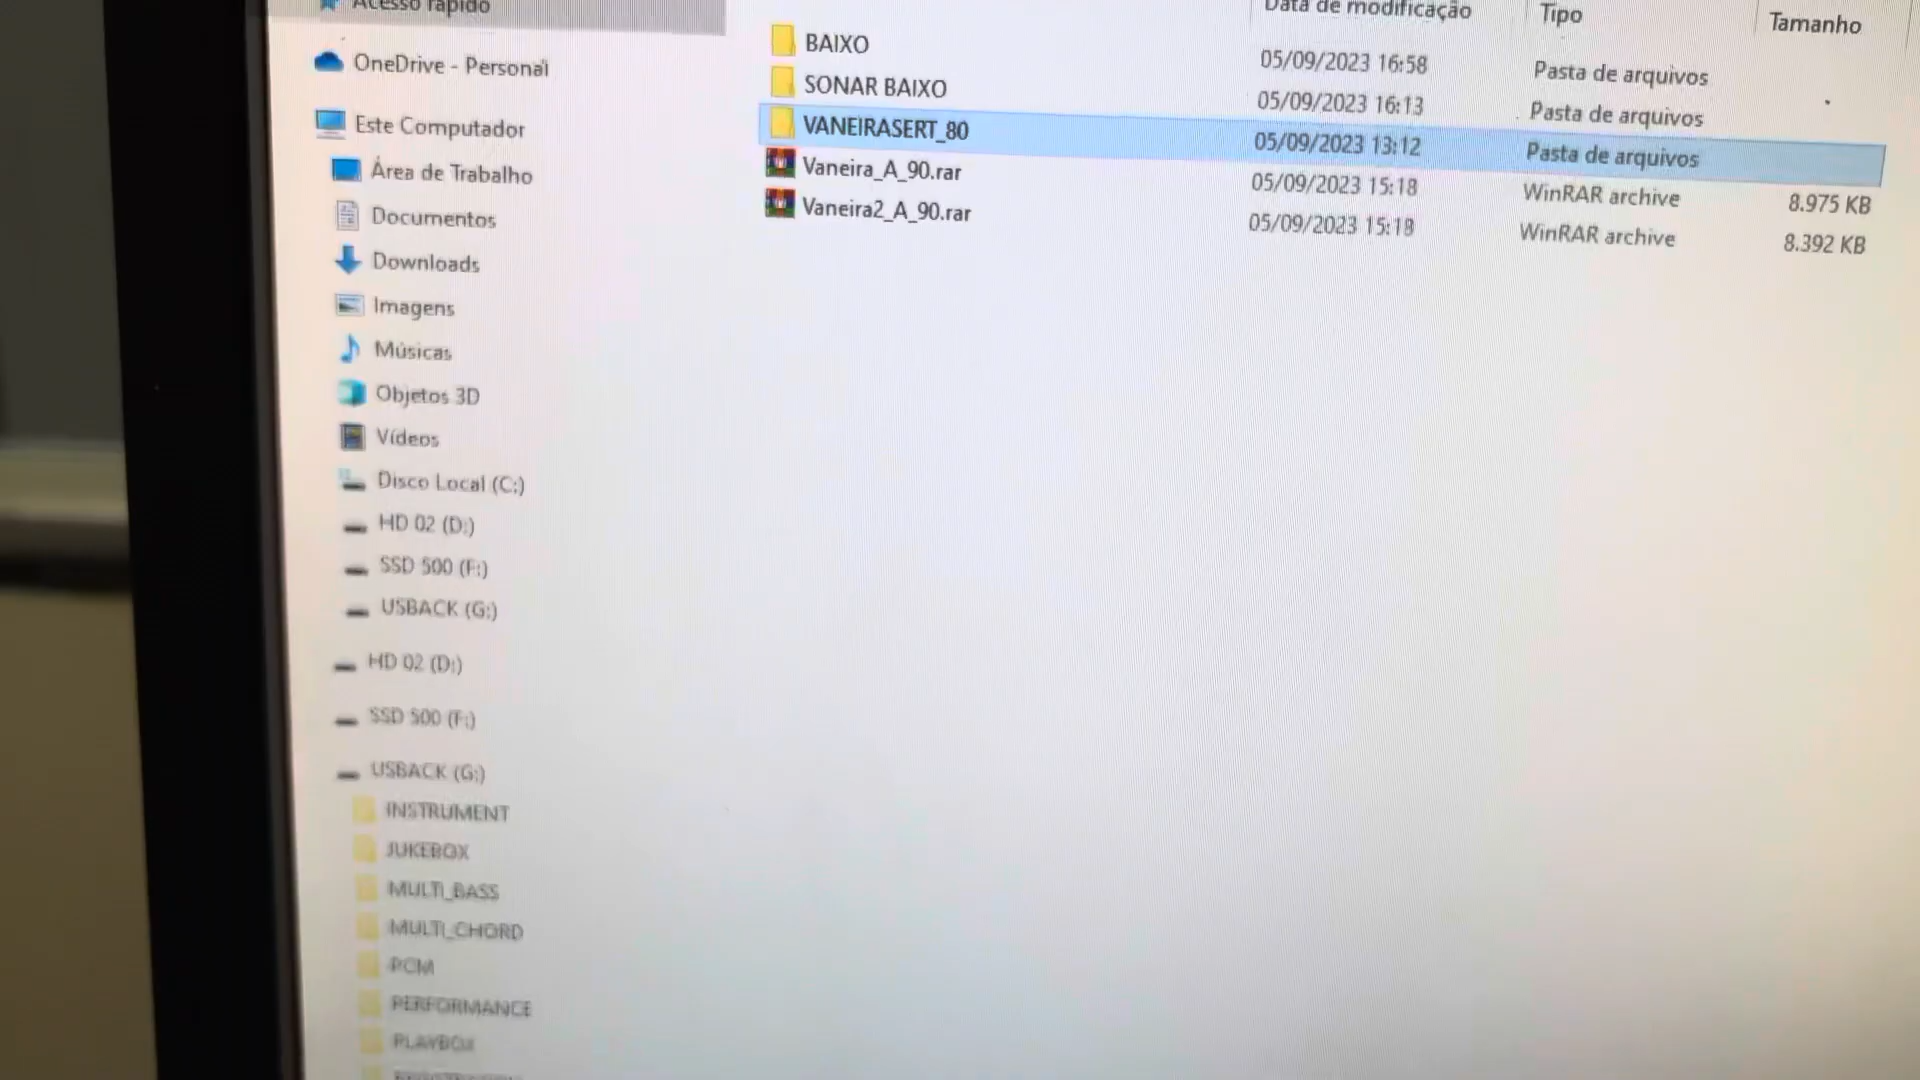 Acesso rápido
OneDrive - Personal
Este Computador
Área de Trabalho
Documentos
Downloads
Imagens
Músicas
Objetos 3D
Vídeos
Disco Local (C:)
HD 02 (D:)
SSD 500 (F:)
USBACK (G:)
HD 02 (D:)
SSD 500 (F:)
USBACK (G:)
INSTRUMENT
JUKEBOX
MULTI_BASS
MULTI_CHORD
PCM
PERFORMANCE
PLAYBOX
Data de modificação Tipo Tamanho
BAIXO 05/09/2023 16:58 Pasta de arquivos
SONAR BAIXO 05/09/2023 16:13 Pasta de arquivos
VANEIRASERT_80 05/09/2023 13:12 Pasta de arquivos
Vaneira_A_90.rar 05/09/2023 15:18 WinRAR archive 8.975 KB
Vaneira2_A_90.rar 05/09/2023 15:18 WinRAR archive 8.392 KB